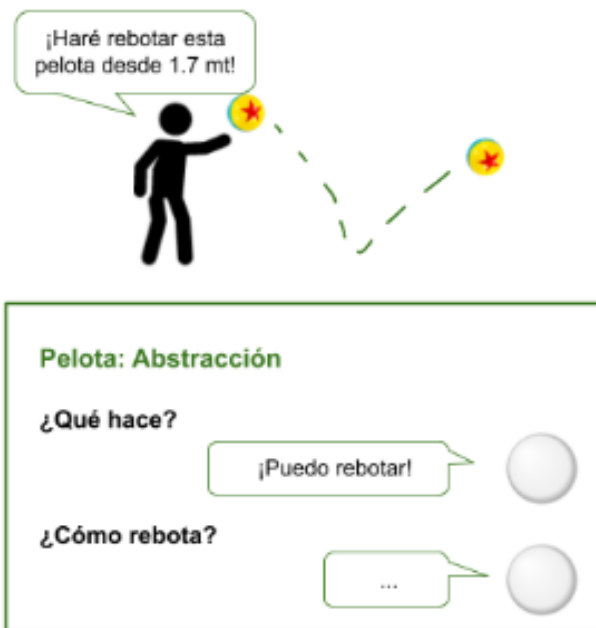 ¡Haré rebotar esta
pelota desde 1.7 mt!
Pelota: Abstracción
¿Qué hace?
¡Puedo rebotar!
¿Cómo rebota?
...